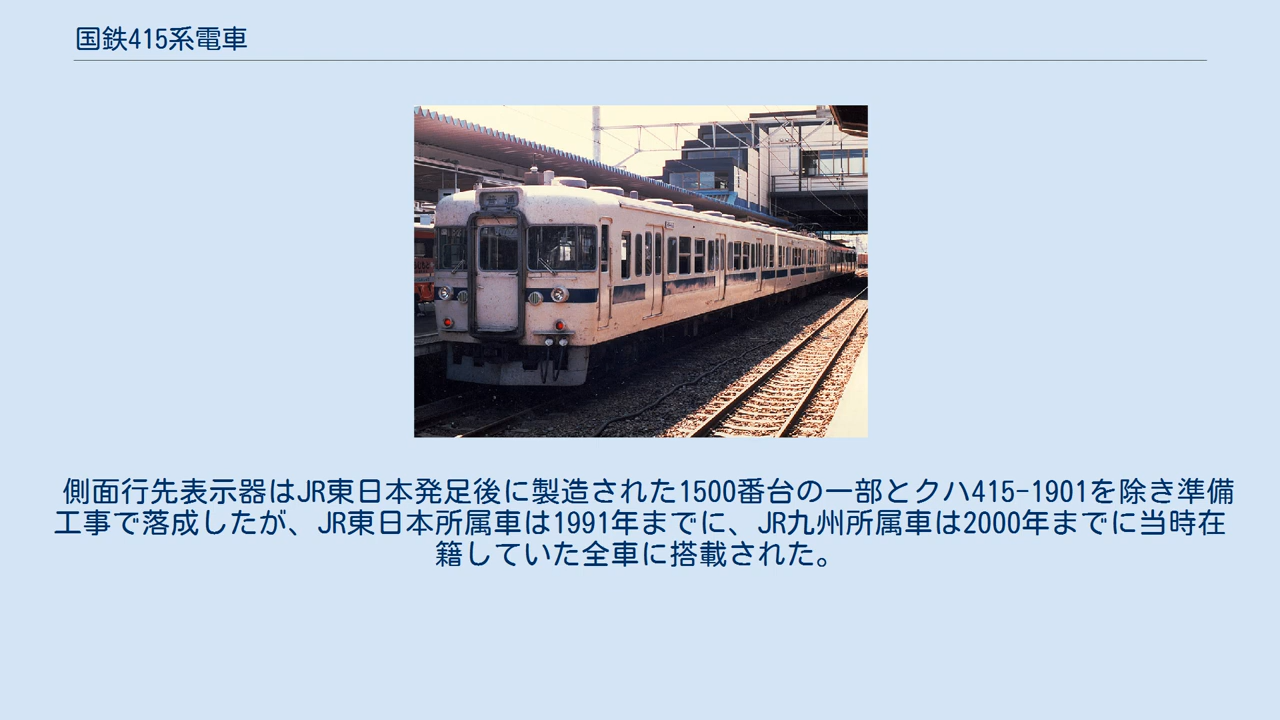 国鉄415系電車
側面行先表示器はJR東日本発足後に製造された1500番台の一部とクハ415-1901を除き準備
工事で落成したが、JR東日本所属車は1991年までに、JR九州所属車は2000年までに当時在
籍していた全車に搭載された。